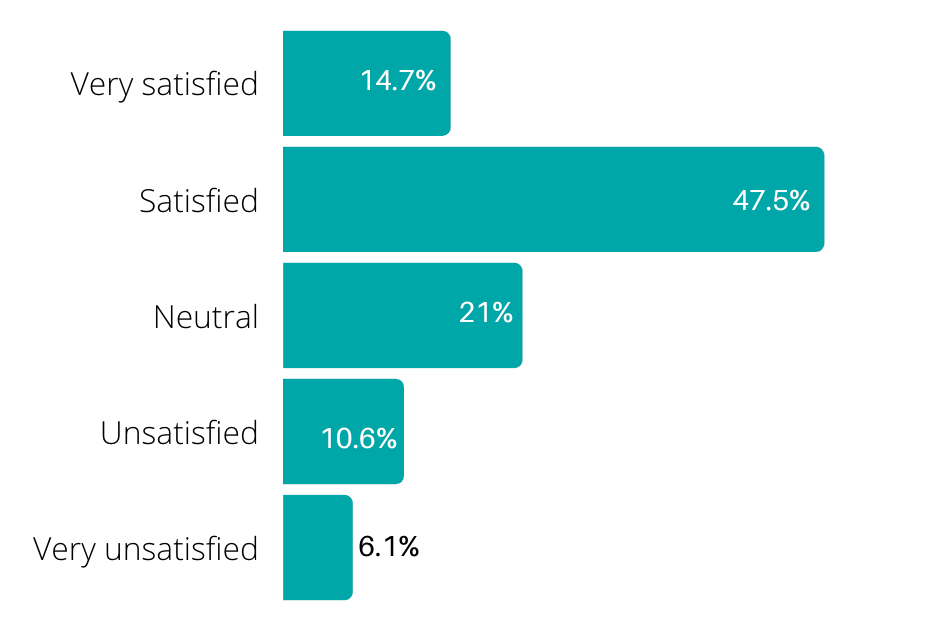 Very satisfied 14.7%
Satisfied 47.5%
Neutral 21%
Unsatisfied 10.6%
Very unsatisfied 6.1%